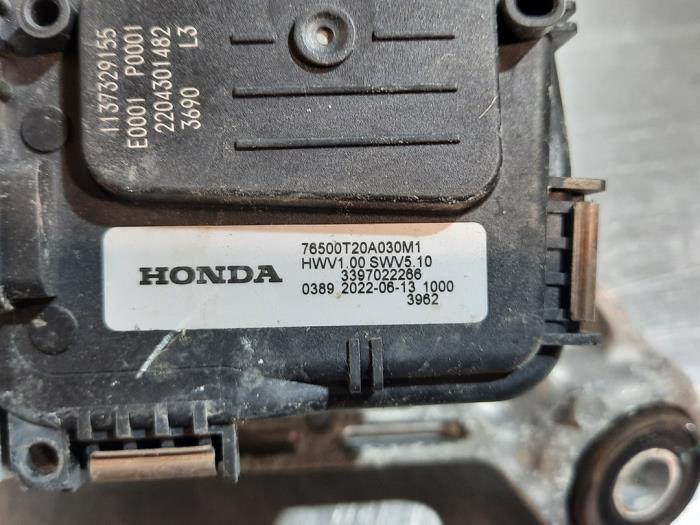 1137329155
E0001 P0001
2204301482
3690 L3
HONDA
76500T20A030M1
HWV1.00 SWV5.10
3397022266
0389 2022-06-13 1000
3962